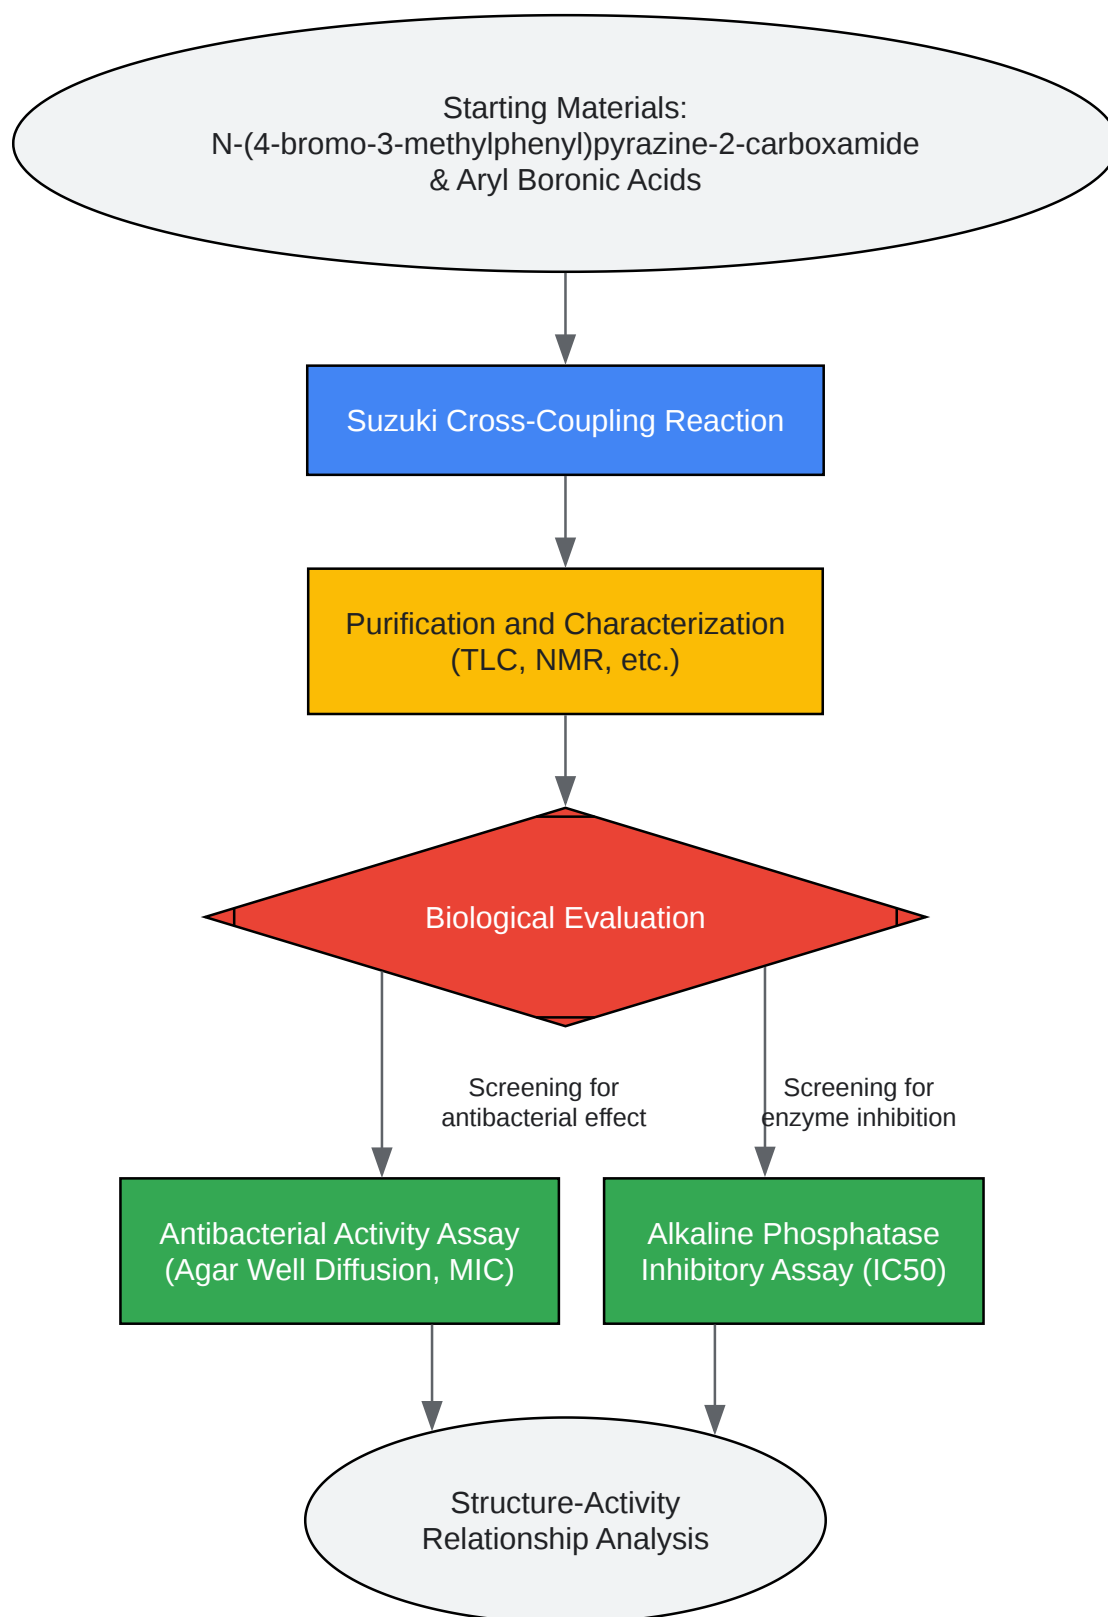 Starting Materials:
N-(4-bromo-3-methylphenyl)pyrazine-2-carboxamide
& Aryl Boronic Acids
Suzuki Cross-Coupling Reaction
Purification and Characterization
(TLC, NMR, etc.)
Biological Evaluation
Screening for
antibacterial effect
Screening for
enzyme inhibition
Antibacterial Activity Assay
(Agar Well Diffusion, MIC)
Alkaline Phosphatase
Inhibitory Assay (IC50)
Structure-Activity
Relationship Analysis